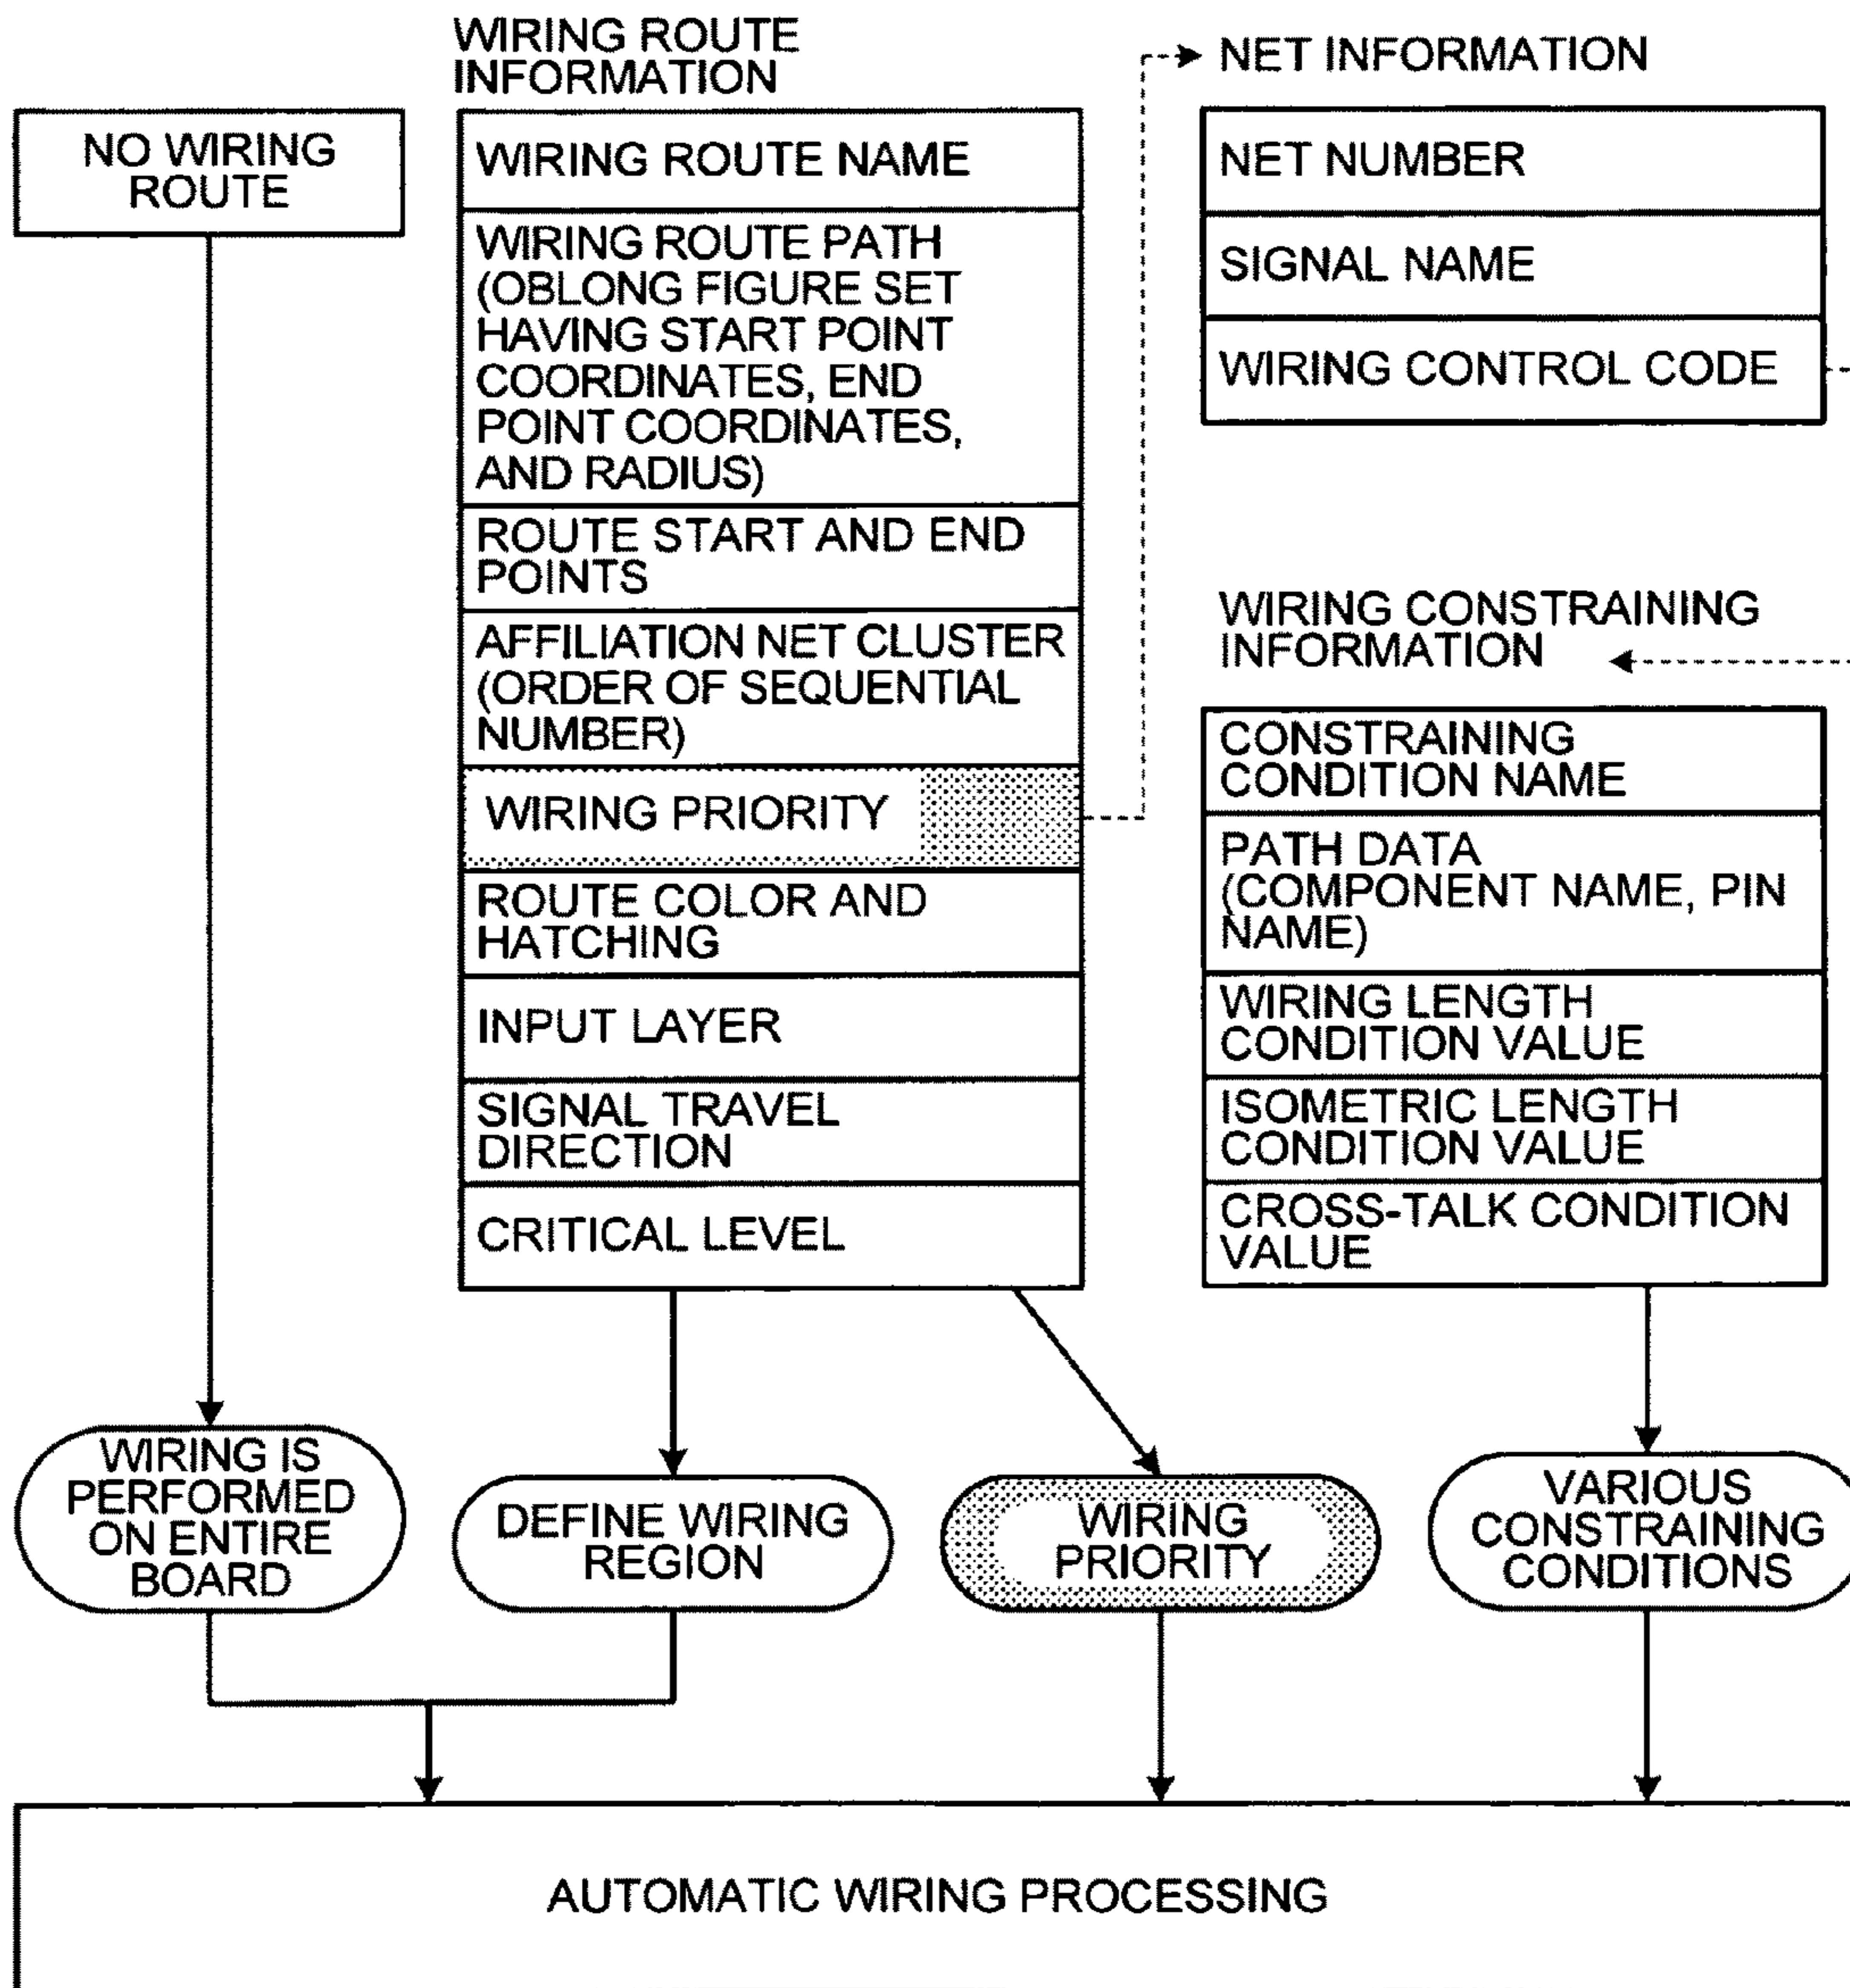 NO WIRING
ROUTE
WIRING ROUTE
INFORMATION
WIRING ROUTE NAME
WIRING ROUTE PATH
(OBLONG FIGURE SET
HAVING START POINT
COORDINATES, END
POINT COORDINATES,
AND RADIUS)
ROUTE START AND END
POINTS
AFFILIATION NET CLUSTER
(ORDER OF SEQUENTIAL
NUMBER)
WIRING PRIORITY
ROUTE COLOR AND
HATCHING
INPUT LAYER
SIGNAL TRAVEL
DIRECTION
CRITICAL LEVEL
NET INFORMATION
NET NUMBER
SIGNAL NAME
WIRING CONTROL CODE
WIRING CONSTRAINING
INFORMATION
CONSTRAINING
CONDITION NAME
PATH DATA
(COMPONENT NAME, PIN
NAME)
WIRING LENGTH
CONDITION VALUE
ISOMETRIC LENGTH
CONDITION VALUE
CROSS-TALK CONDITION
VALUE
WIRING IS
PERFORMED
ON ENTIRE
BOARD
DEFINE WIRING
REGION
WIRING
PRIORITY
VARIOUS
CONSTRAINING
CONDITIONS
AUTOMATIC WIRING PROCESSING